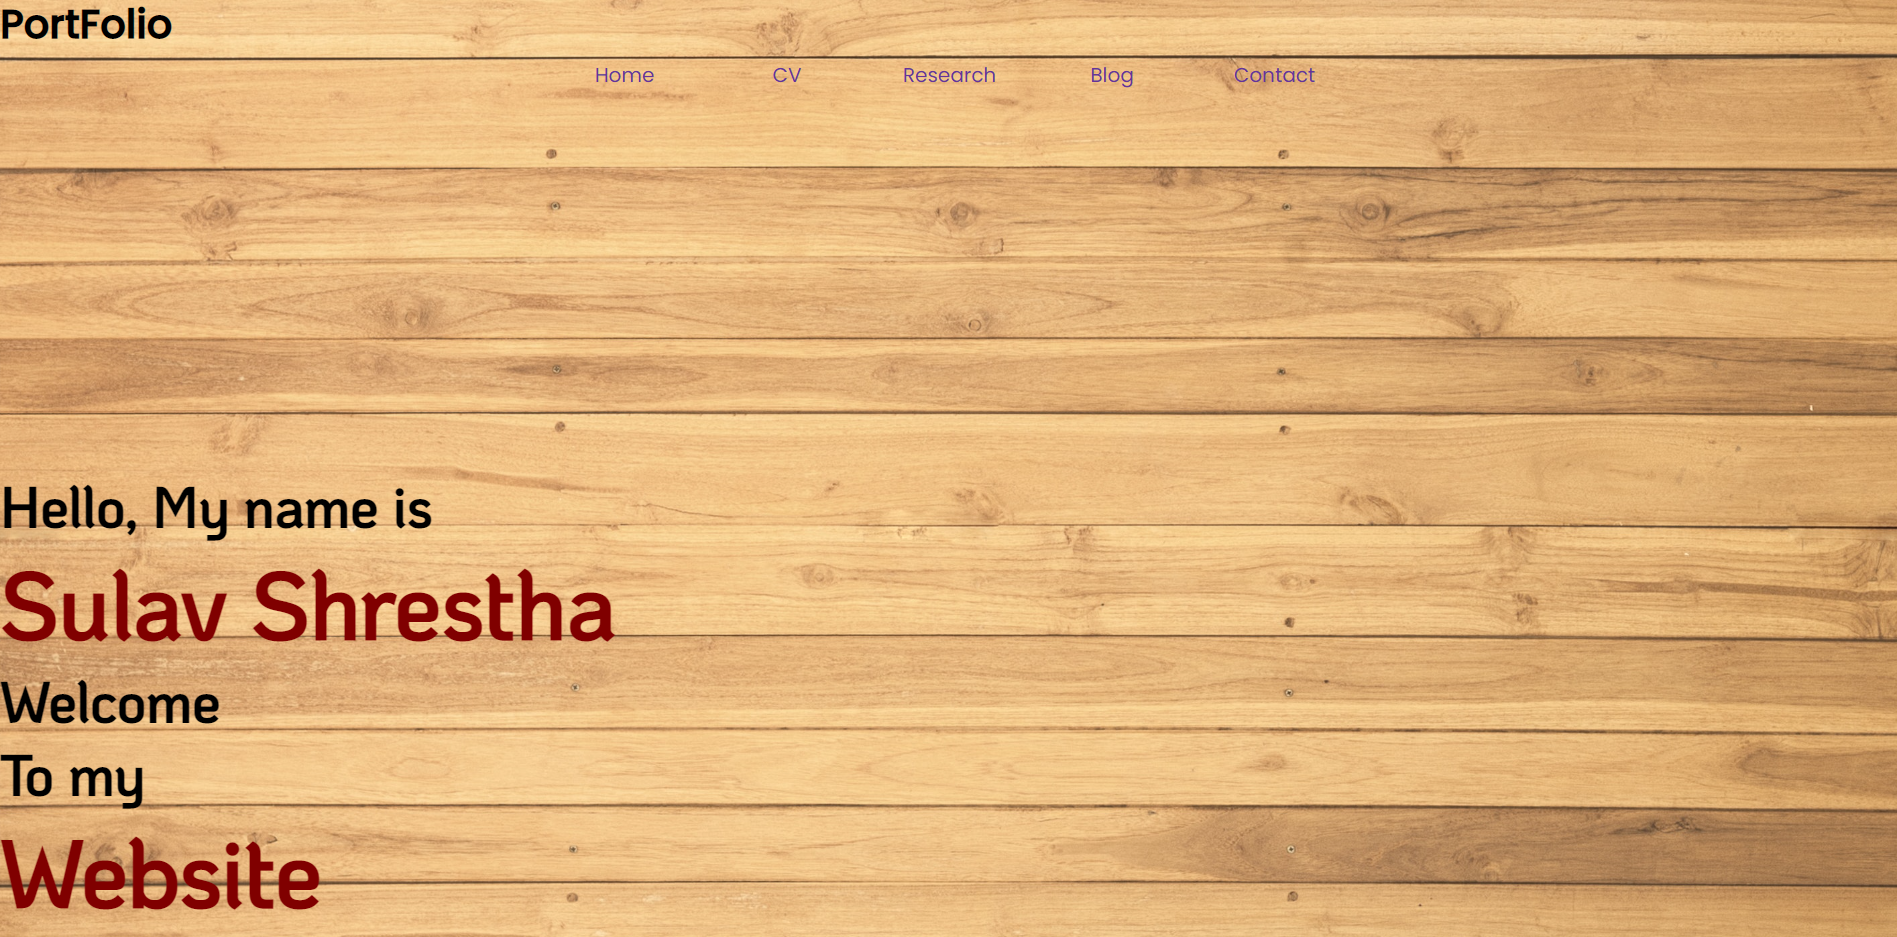 PortFolio
Home CV Research Blog Contact
Hello, My name is
Sulav Shrestha
Welcome
To my
Website